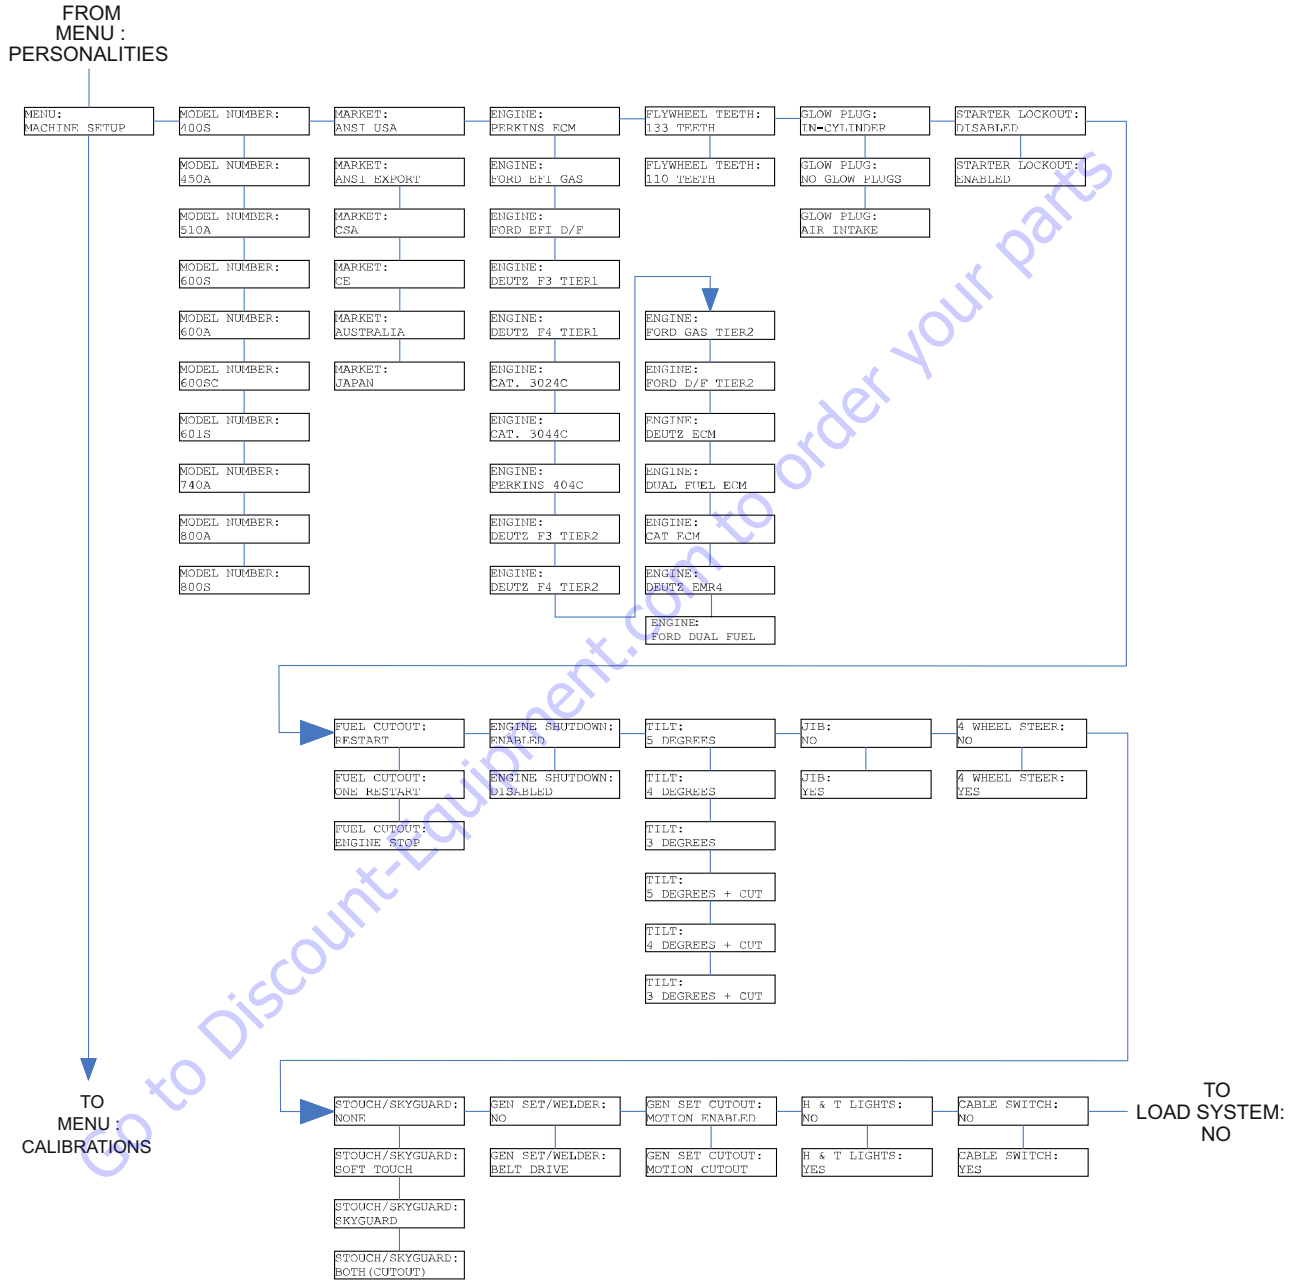 FROM
MENU :
PERSONALITIES
MENU:
MACHINE SETUP
MODEL NUMBER:
400S
MODEL NUMBER:
450A
MODEL NUMBER:
510A
MODEL NUMBER:
600S
MODEL NUMBER:
600A
MODEL NUMBER:
600SC
MODEL NUMBER:
601S
MODEL NUMBER:
740A
MODEL NUMBER:
800A
MODEL NUMBER:
800S
MARKET:
ANSI USA
MARKET:
ANSI EXPORT
MARKET:
CSA
MARKET:
CE
MARKET:
AUSTRALIA
MARKET:
JAPAN
ENGINE:
PERKINS ECM
ENGINE:
FORD EFI GAS
ENGINE:
FORD EFI D/F
ENGINE:
DEUTZ F3 TIER1
ENGINE:
DEUTZ F4 TIER1
ENGINE:
CAT. 3024C
ENGINE:
CAT. 3044C
ENGINE:
PERKINS 404C
ENGINE:
DEUTZ F3 TIER2
ENGINE:
DEUTZ F4 TIER2
ENGINE:
FORD GAS TIER2
ENGINE:
FORD D/F TIER2
ENGINE:
DEUTZ ECM
ENGINE:
DUAL FUEL ECM
ENGINE:
CAT ECM
ENGINE:
DEUTZ EMR4
ENGINE:
FORD DUAL FUEL
FLYWHEEL TEETH:
133 TEETH
FLYWHEEL TEETH:
110 TEETH
GLOW PLUG:
IN-CYLINDER
GLOW PLUG:
NO GLOW PLUGS
GLOW PLUG:
AIR INTAKE
STARTER LOCKOUT:
DISABLED
STARTER LOCKOUT:
ENABLED
FUEL CUTOUT:
RESTART
FUEL CUTOUT:
ONE RESTART
FUEL CUTOUT:
ENGINE STOP
ENGINE SHUTDOWN:
ENABLED
ENGINE SHUTDOWN:
DISABLED
TILT:
5 DEGREES
TILT:
4 DEGREES
TILT:
3 DEGREES
TILT:
5 DEGREES + CUT
TILT:
4 DEGREES + CUT
TILT:
3 DEGREES + CUT
JIB:
NO
JIB:
YES
4 WHEEL STEER:
NO
4 WHEEL STEER:
YES
STOUCH/SKYGUARD:
NONE
STOUCH/SKYGUARD:
SOFT TOUCH
STOUCH/SKYGUARD:
SKYGUARD
STOUCH/SKYGUARD:
BOTH(CUTOUT)
GEN SET/WELDER:
NO
GEN SET/WELDER:
BELT DRIVE
GEN SET CUTOUT:
MOTION ENABLED
GEN SET CUTOUT:
MOTION CUTOUT
H & T LIGHTS:
NO
H & T LIGHTS:
YES
CABLE SWITCH:
NO
CABLE SWITCH:
YES
TO
LOAD SYSTEM:
NO
TO
MENU :
CALIBRATIONS
Go to Discount-Equipment.com to order your parts